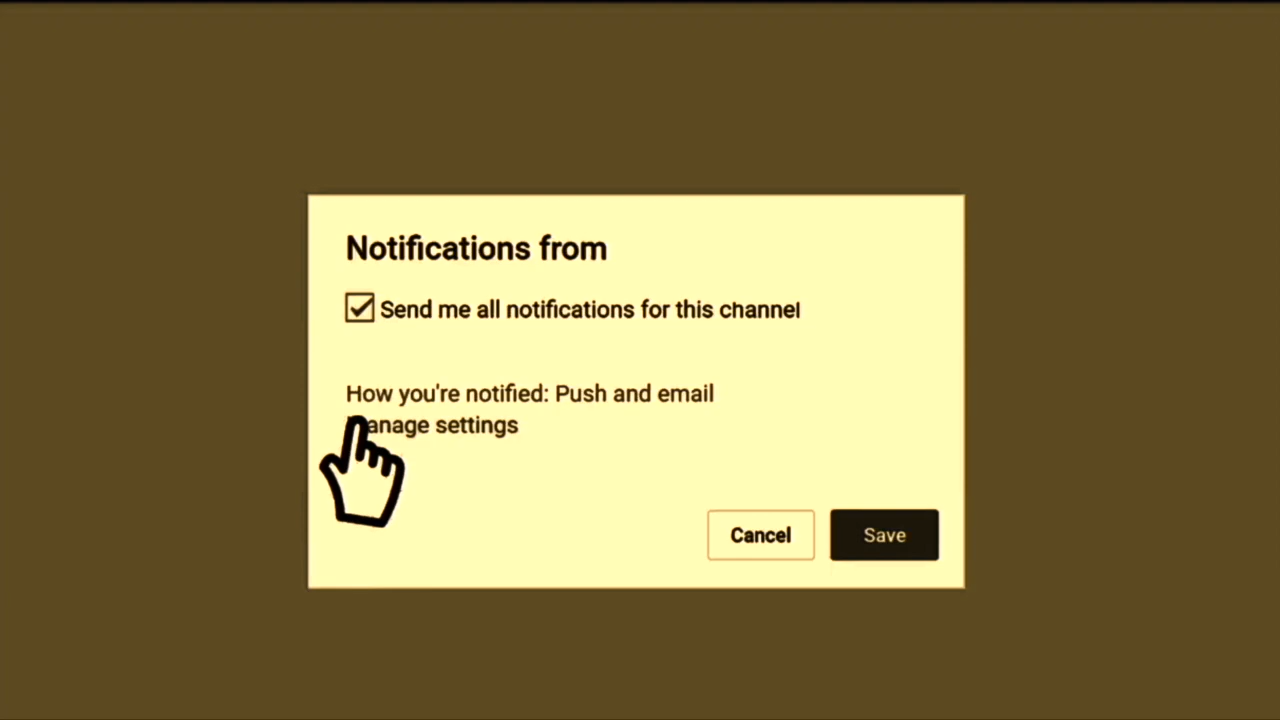 Notifications from
Send me all notifications for this channel
How you're notified: Push and email
anage settings
Cancel
Save